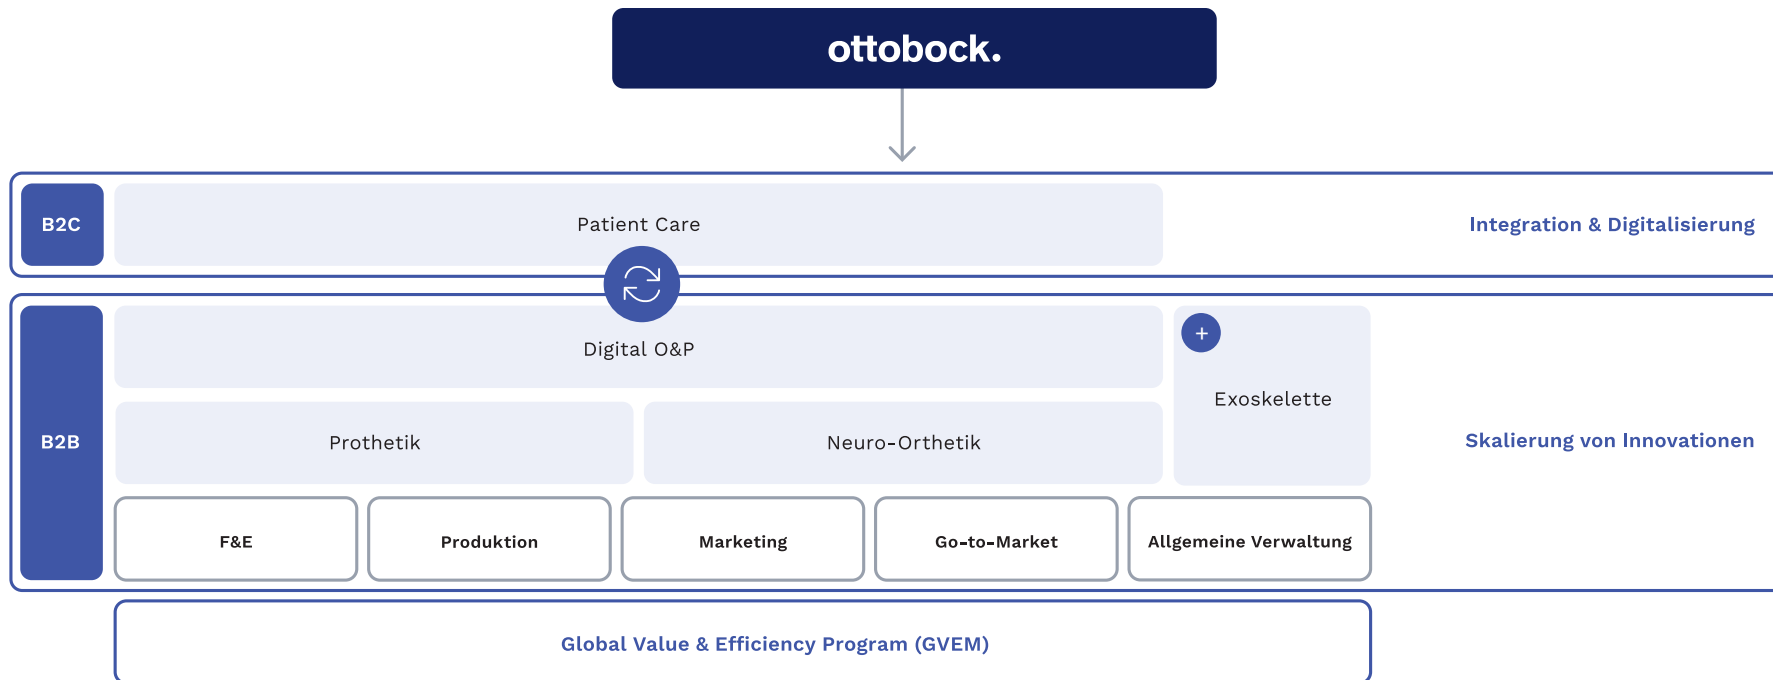 ottobock.
B2C
Patient Care
Integration & Digitalisierung
B2B
Digital O&P
+
Exoskelette
Prothetik
Neuro-Orthetik
Skalierung von Innovationen
F&E
Produktion
Marketing
Go-to-Market
Allgemeine Verwaltung
Global Value & Efficiency Program (GVEM)